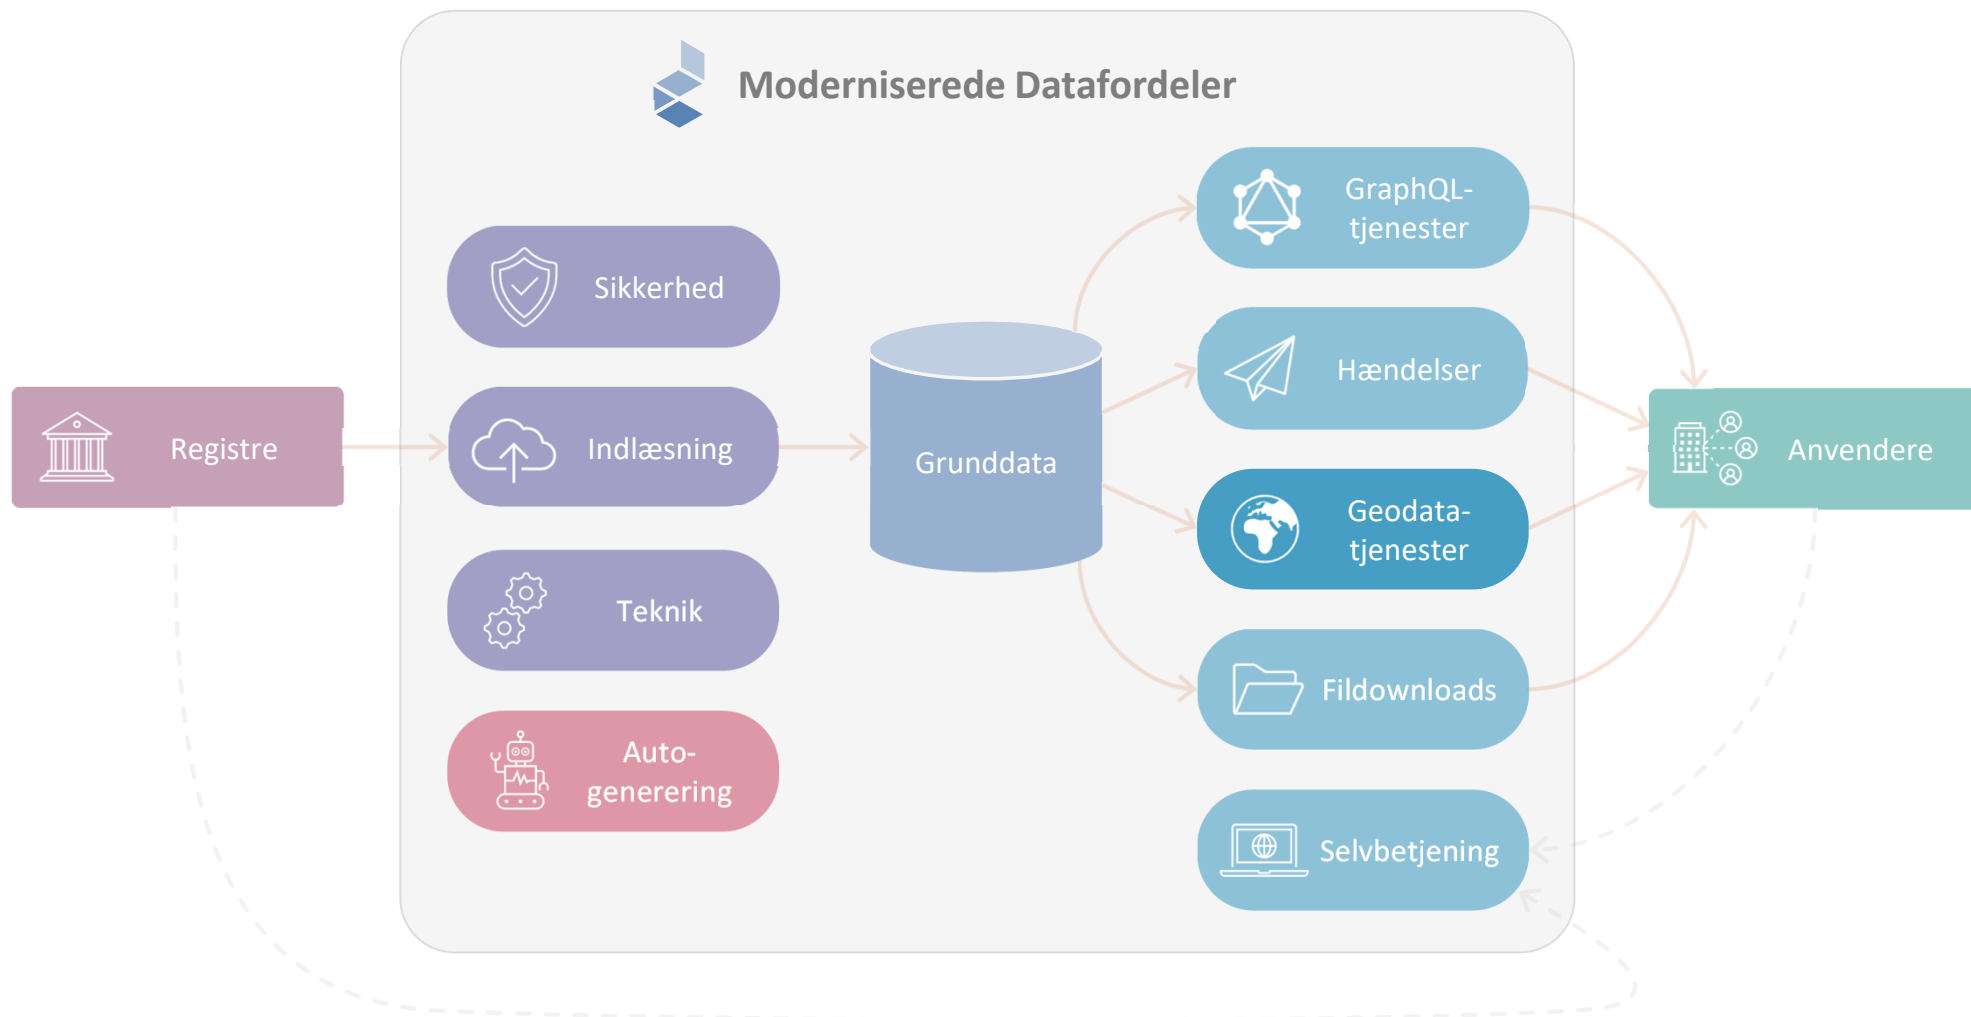 Moderniserede Datafordeler
Registre
Sikkerhed
Indlæsning
Teknik
Auto-
generering
Grunddata
GraphQL-
tjenester
Hændelser
Geodata-
tjenester
Fildownloads
Selvbetjening
Anvendere